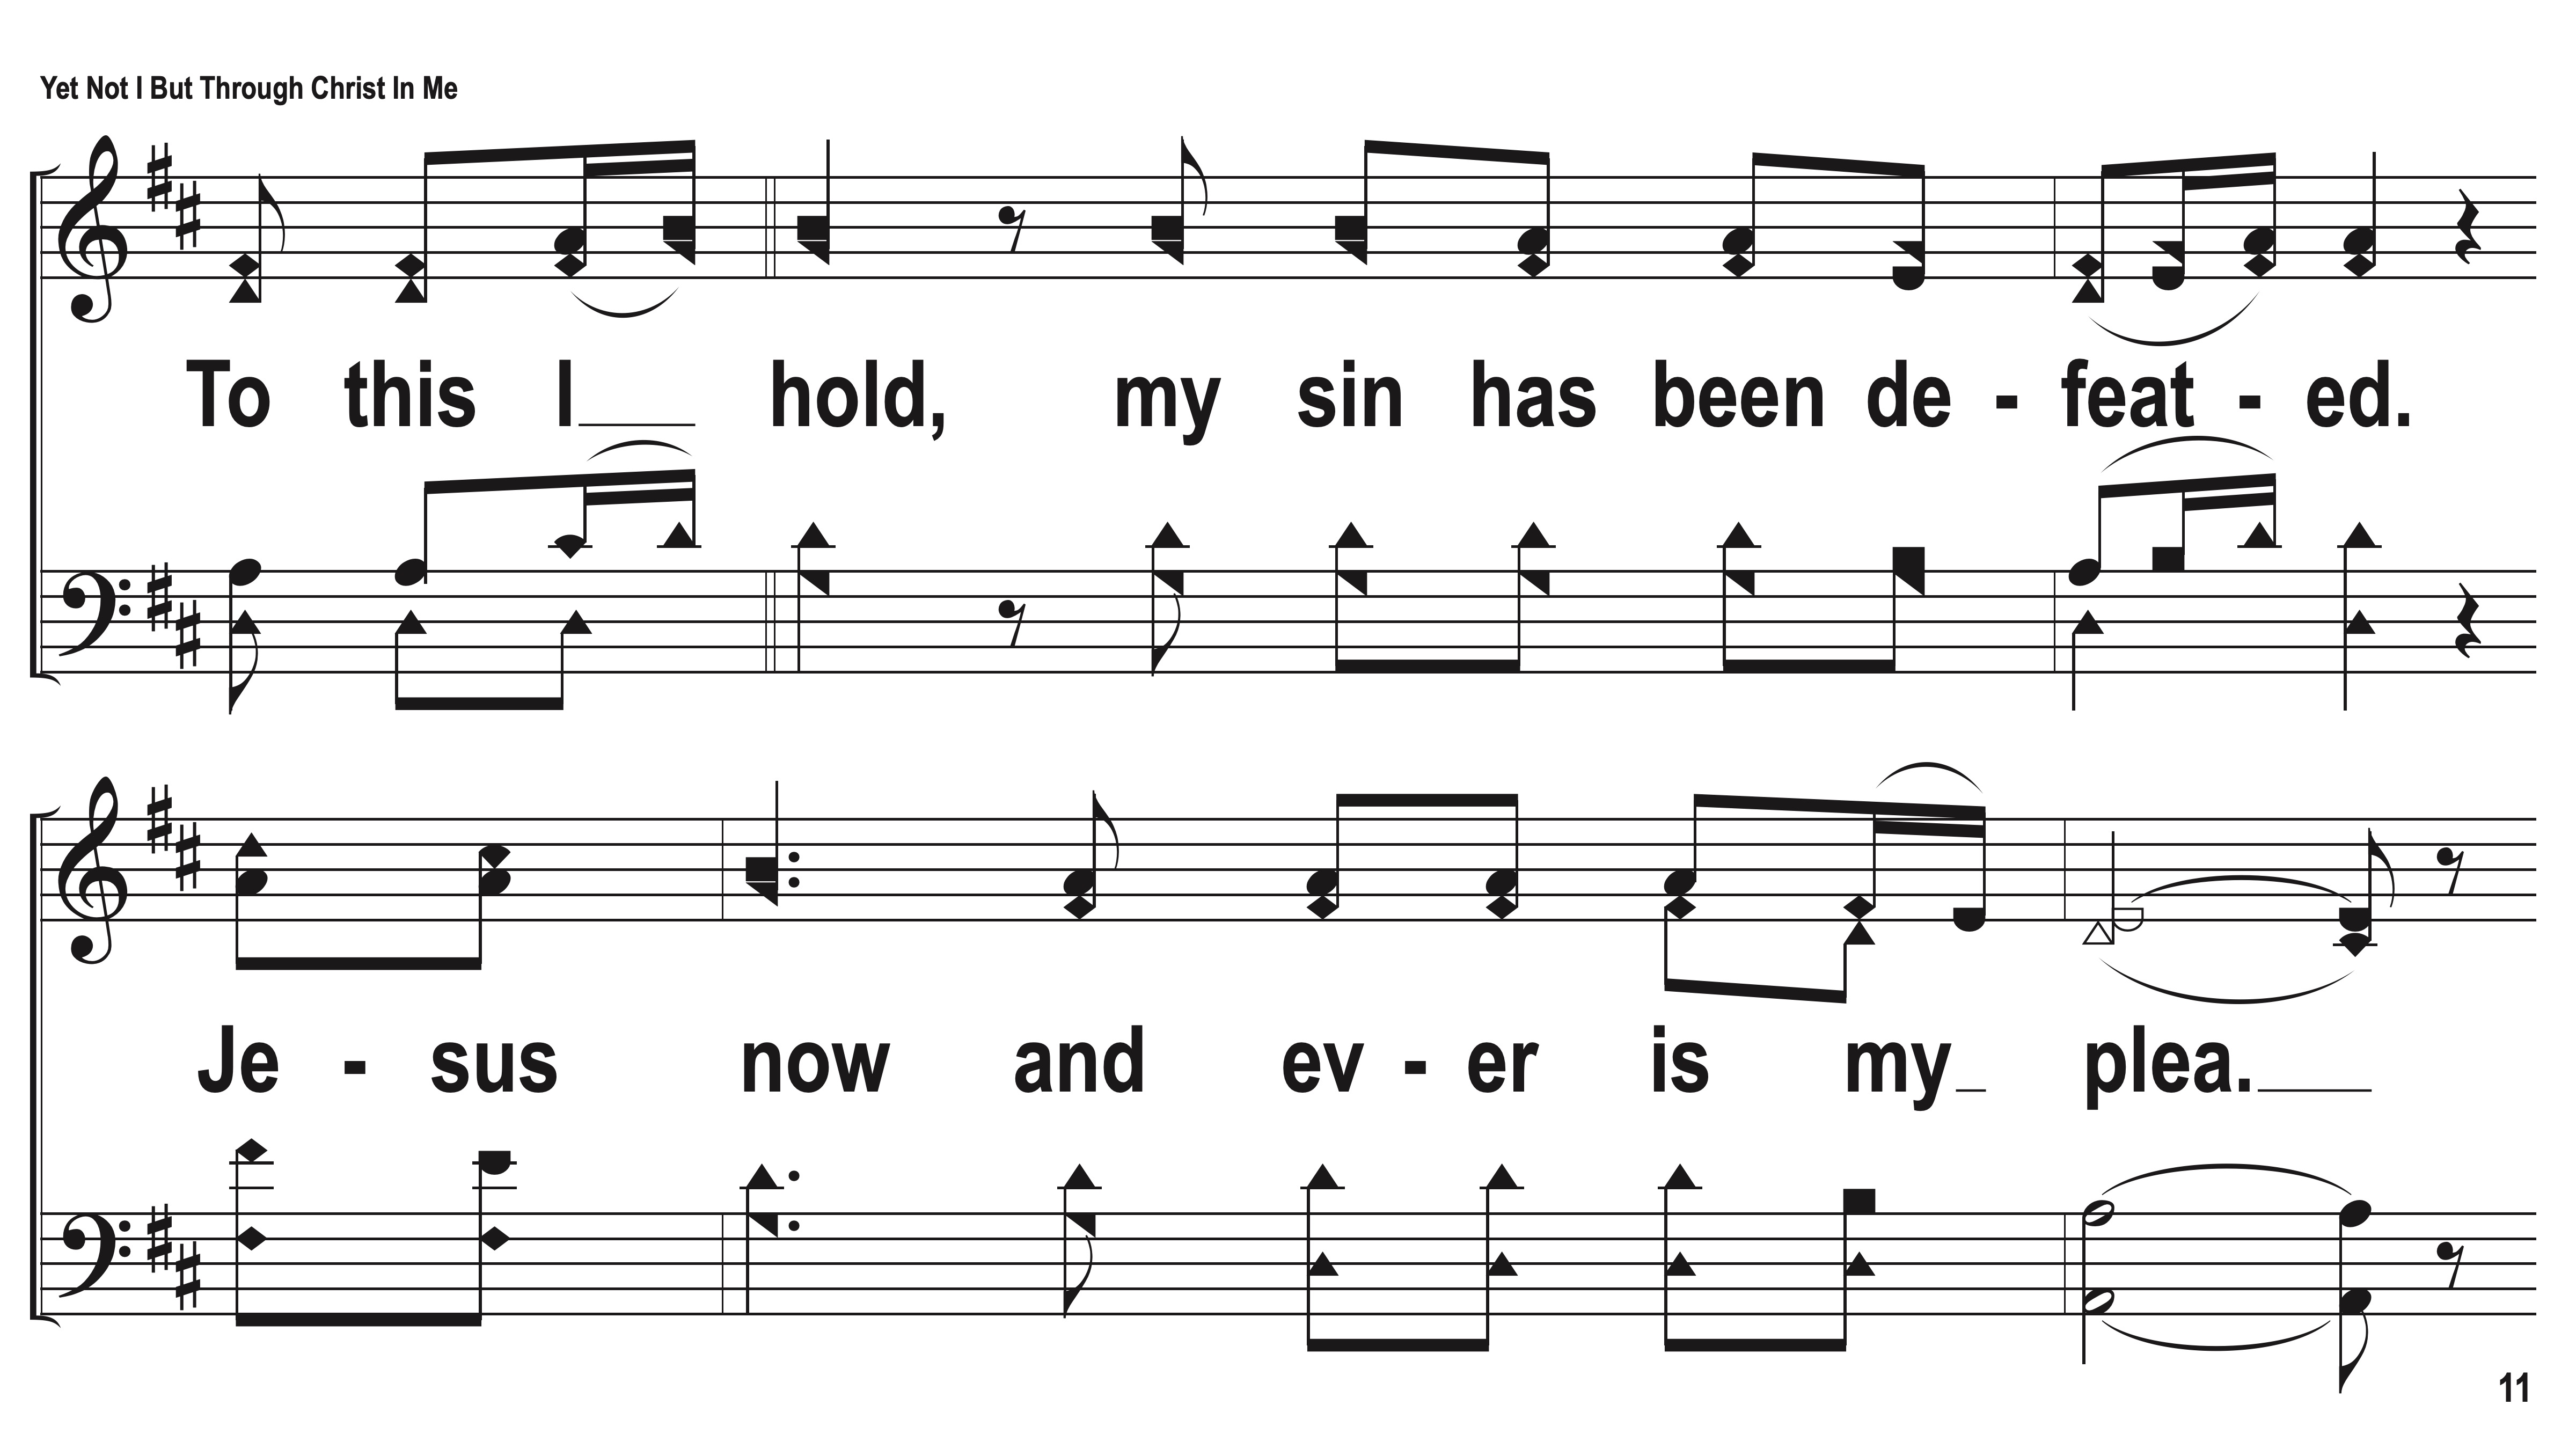 Yet Not I But Through Christ In Me
To this I hold, my sin has been de - feat - ed.
Je - sus now and ev - er is my plea.
11